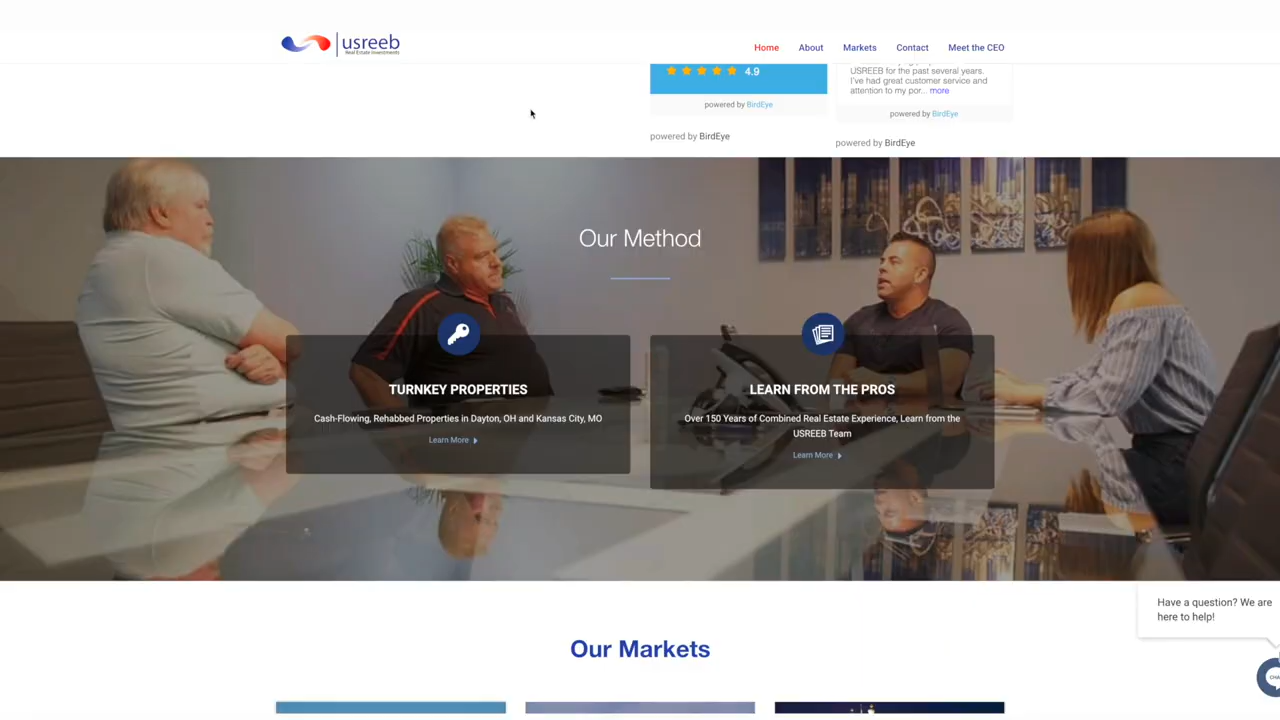 usreeb
Real Estate Investments
Home
About
Markets
Contact
Meet the CEO
4.9
powered by BirdEye
powered by BirdEye
USREEB for the past several years.
I've had great customer service and
attention to my por... more
powered by BirdEye
powered by BirdEye
Our Method
TURNKEY PROPERTIES
Cash-Flowing, Rehabbed Properties in Dayton, OH and Kansas City, MO
Learn More
LEARN FROM THE PROS
Over 150 Years of Combined Real Estate Experience, Learn from the
USREEB Team
Learn More
Our Markets
Have a question? We are
here to help!